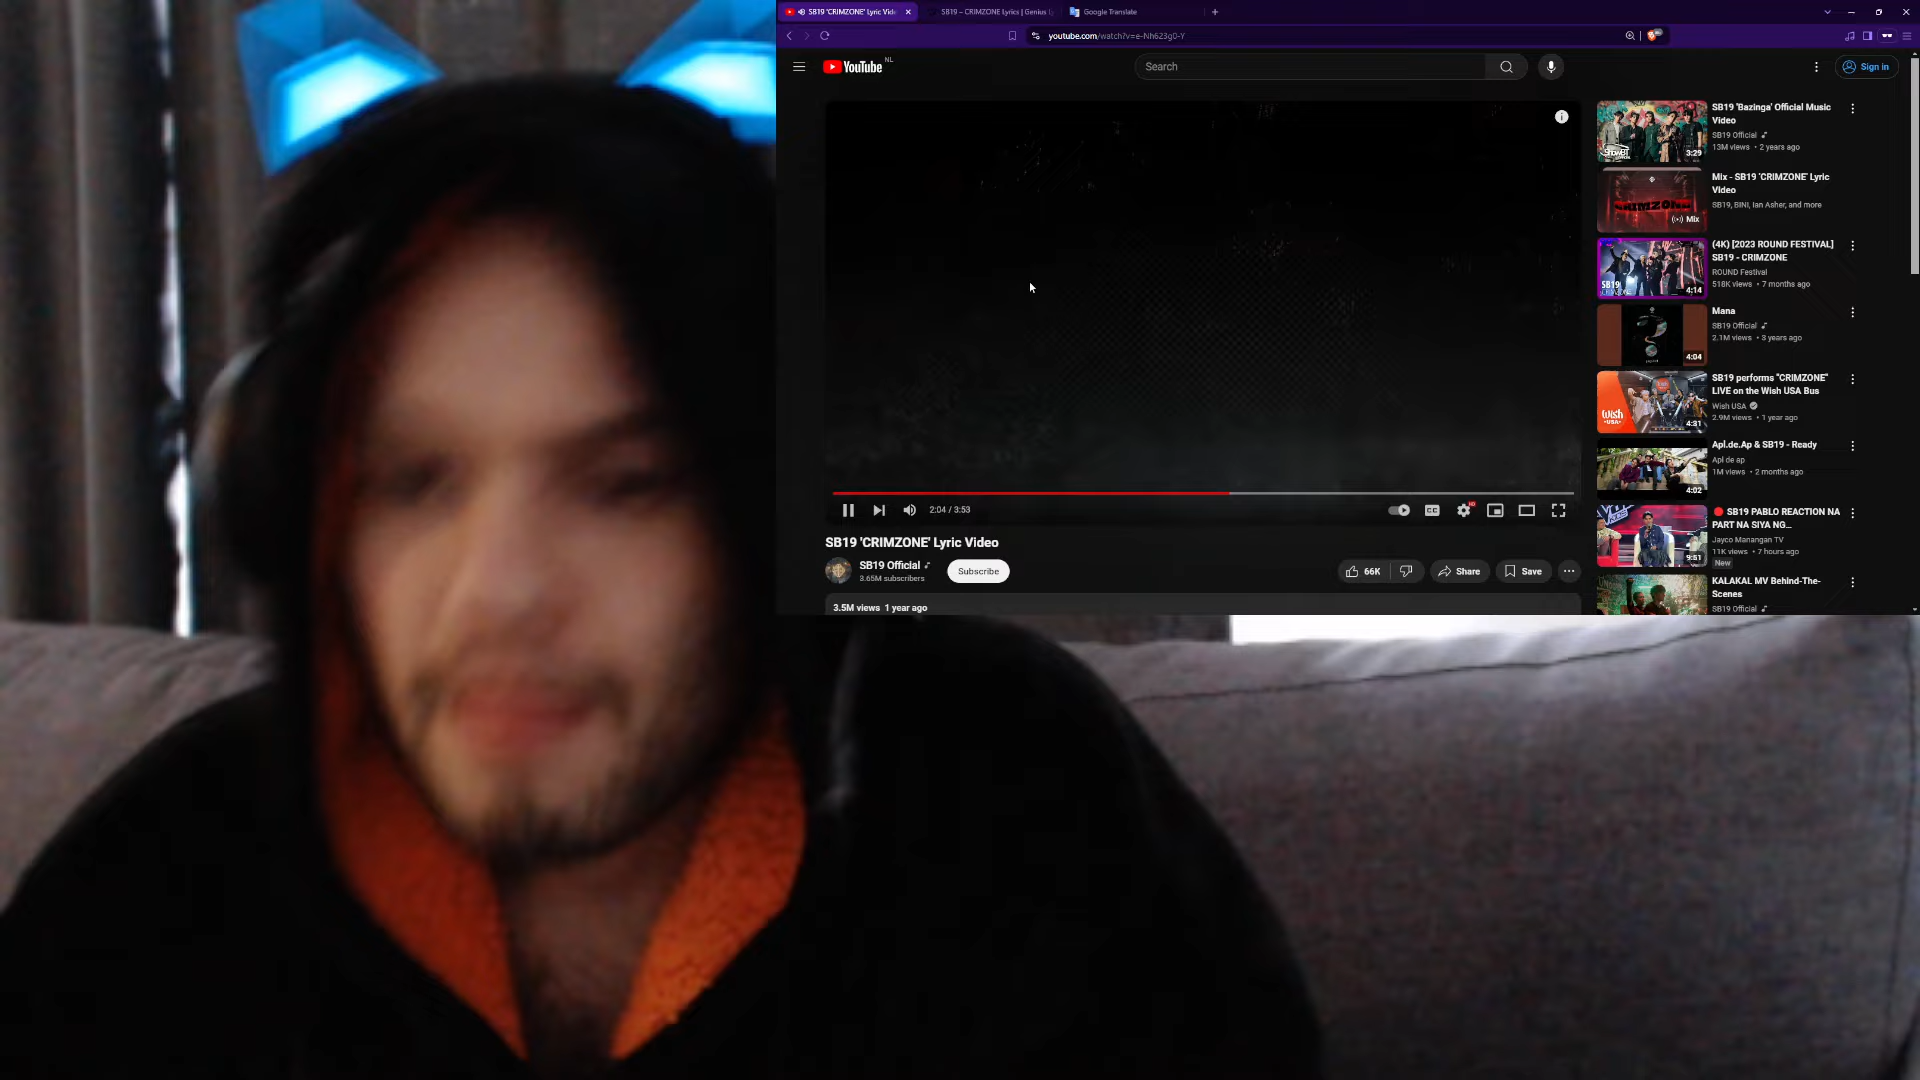 SB19 'CRIMZONE' Lyric Vide
SB19 – CRIMZONE Lyrics | Genius
Google Translate
youtube.com/watch?v=e-Nh623g0-Y
YouTube NL
Search
Sign in
2:04 / 3:53
SB19 'CRIMZONE' Lyric Video
SB19 Official
3.65M subscribers
Subscribe
66K
Share
Save
3.5M views 1 year ago
3:29
SB19 'Bazinga' Official Music
Video
SB19 Official
13M views • 2 years ago
CRIMZONE
Mix
Mix - SB19 'CRIMZONE' Lyric
Video
SB19, BINI, Ian Asher, and more
SB19
4:14
(4K) [2023 ROUND FESTIVAL]
SB19 - CRIMZONE
ROUND Festival
518K views • 7 months ago
4:04
Mana
SB19 Official
2.1M views • 3 years ago
wish
USA
4:31
SB19 performs "CRIMZONE"
LIVE on the Wish USA Bus
Wish USA
2.9M views • 1 year ago
4:02
Apl.de.Ap & SB19 - Ready
Apl de ap
1M views • 2 months ago
9:51
SB19 PABLO REACTION NA
PART NA SIYA NG...
Jayco Manangan TV
11K views • 7 hours ago
New
KALAKAL MV Behind-The-
Scenes
SB19 Official